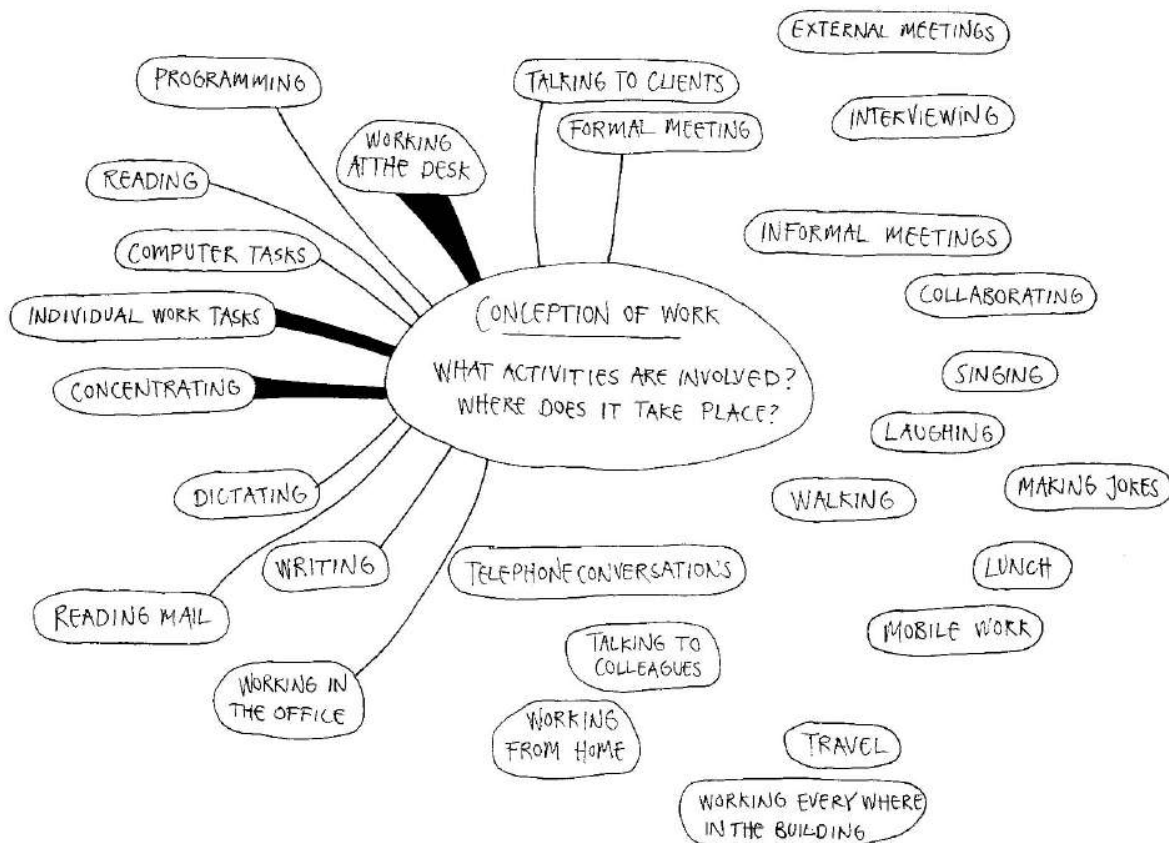 EXTERNAL MEETINGS
PROGRAMMING
TALKING TO CLIENTS
INTERVIEWING
FORMAL MEETING
WORKING
AT THE DESK
READING
COMPUTER TASKS
INFORMAL MEETINGS
COLLABORATING
INDIVIDUAL WORK TASKS
CONCEPTION OF WORK
WHAT ACTIVITIES ARE INVOLVED?
WHERE DOES IT TAKE PLACE?
CONCENTRATING
SINGING
LAUGHING
MAKING JOKES
DICTATING
WALKING
WRITING
TELEPHONE CONVERSATIONS
LUNCH
READING MAIL
MOBILE WORK
TALKING TO
COLLEAGUES
WORKING IN
THE OFFICE
WORKING
FROM HOME
TRAVEL
WORKING EVERY WHERE
IN THE BUILDING